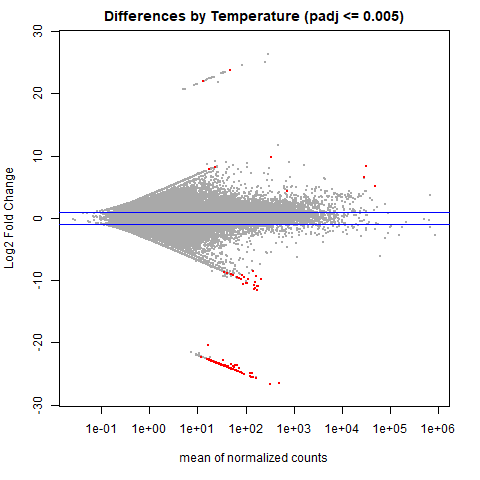 Differences by Temperature (padj <= 0.005)
Log2 Fold Change
30
20
10
0
-10
-20
-30
1e-01 1e+00 1e+01 1e+02 1e+03 1e+04 1e+05 1e+06
mean of normalized counts